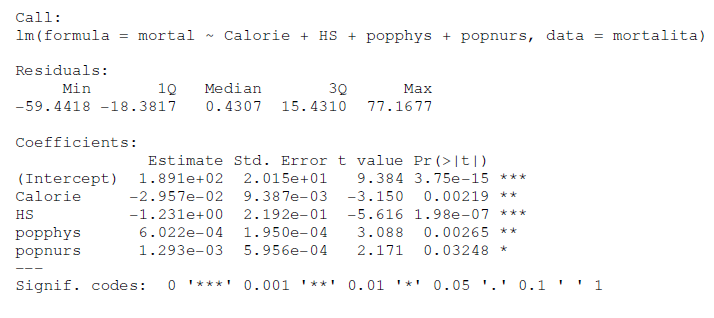 Call:
lm(formula = mortal ~ Calorie + HS + popphys + popnurs, data = mortalita)
Residuals:
Min 1Q Median 3Q Max
-59.4418 -18.3817 0.4307 15.4310 77.1677
Coefficients:
Estimate Std. Error t value Pr(>|t|)
(Intercept) 1.891e+02 2.015e+01 9.384 3.75e-15 ***
Calorie -2.957e-02 9.387e-03 -3.150 0.00219 **
HS -1.231e+00 2.192e-01 -5.616 1.98e-07 ***
popphys 6.022e-04 1.950e-04 3.088 0.00265 **
popnurs 1.293e-03 5.956e-04 2.171 0.03248 *
---
Signif. codes: 0 '***' 0.001 '**' 0.01 '*' 0.05 '.' 0.1 ' ' 1